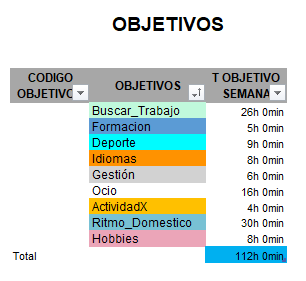 OBJETIVOS
CODIGO OBJETIVO OBJETIVOS T OBJETIVO SEMANA
Buscar_Trabajo 26h 0min
Formacion 5h 0min
Deporte 9h 0min
Idiomas 8h 0min
Gestión 6h 0min
Ocio 16h 0min
ActividadX 4h 0min
Ritmo_Domestico 30h 0min
Hobbies 8h 0min
Total 112h 0min